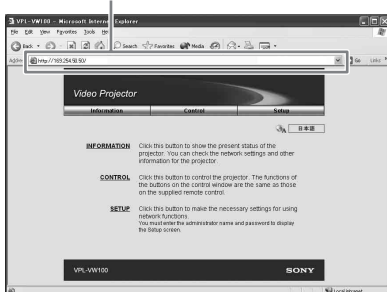 VPL-VW100 - Microsoft Internet Explorer
File Edit View Favorites Tools Help
Back Search Favorites Media
Address http://169.254.50.50/ Go Links
Video Projector
Information Control Setup
日本語
INFORMATION Click this button to show the present status of the
projector. You can check the network settings and other
information for the projector.
CONTROL Click this button to control the projector. The functions of
the buttons on the control window are the same as those
on the supplied remote control.
SETUP Click this button to make the necessary settings for using
network functions.
You must enter the administrator name and password to display
the Setup screen.
VPL-VW100 SONY
Local intranet